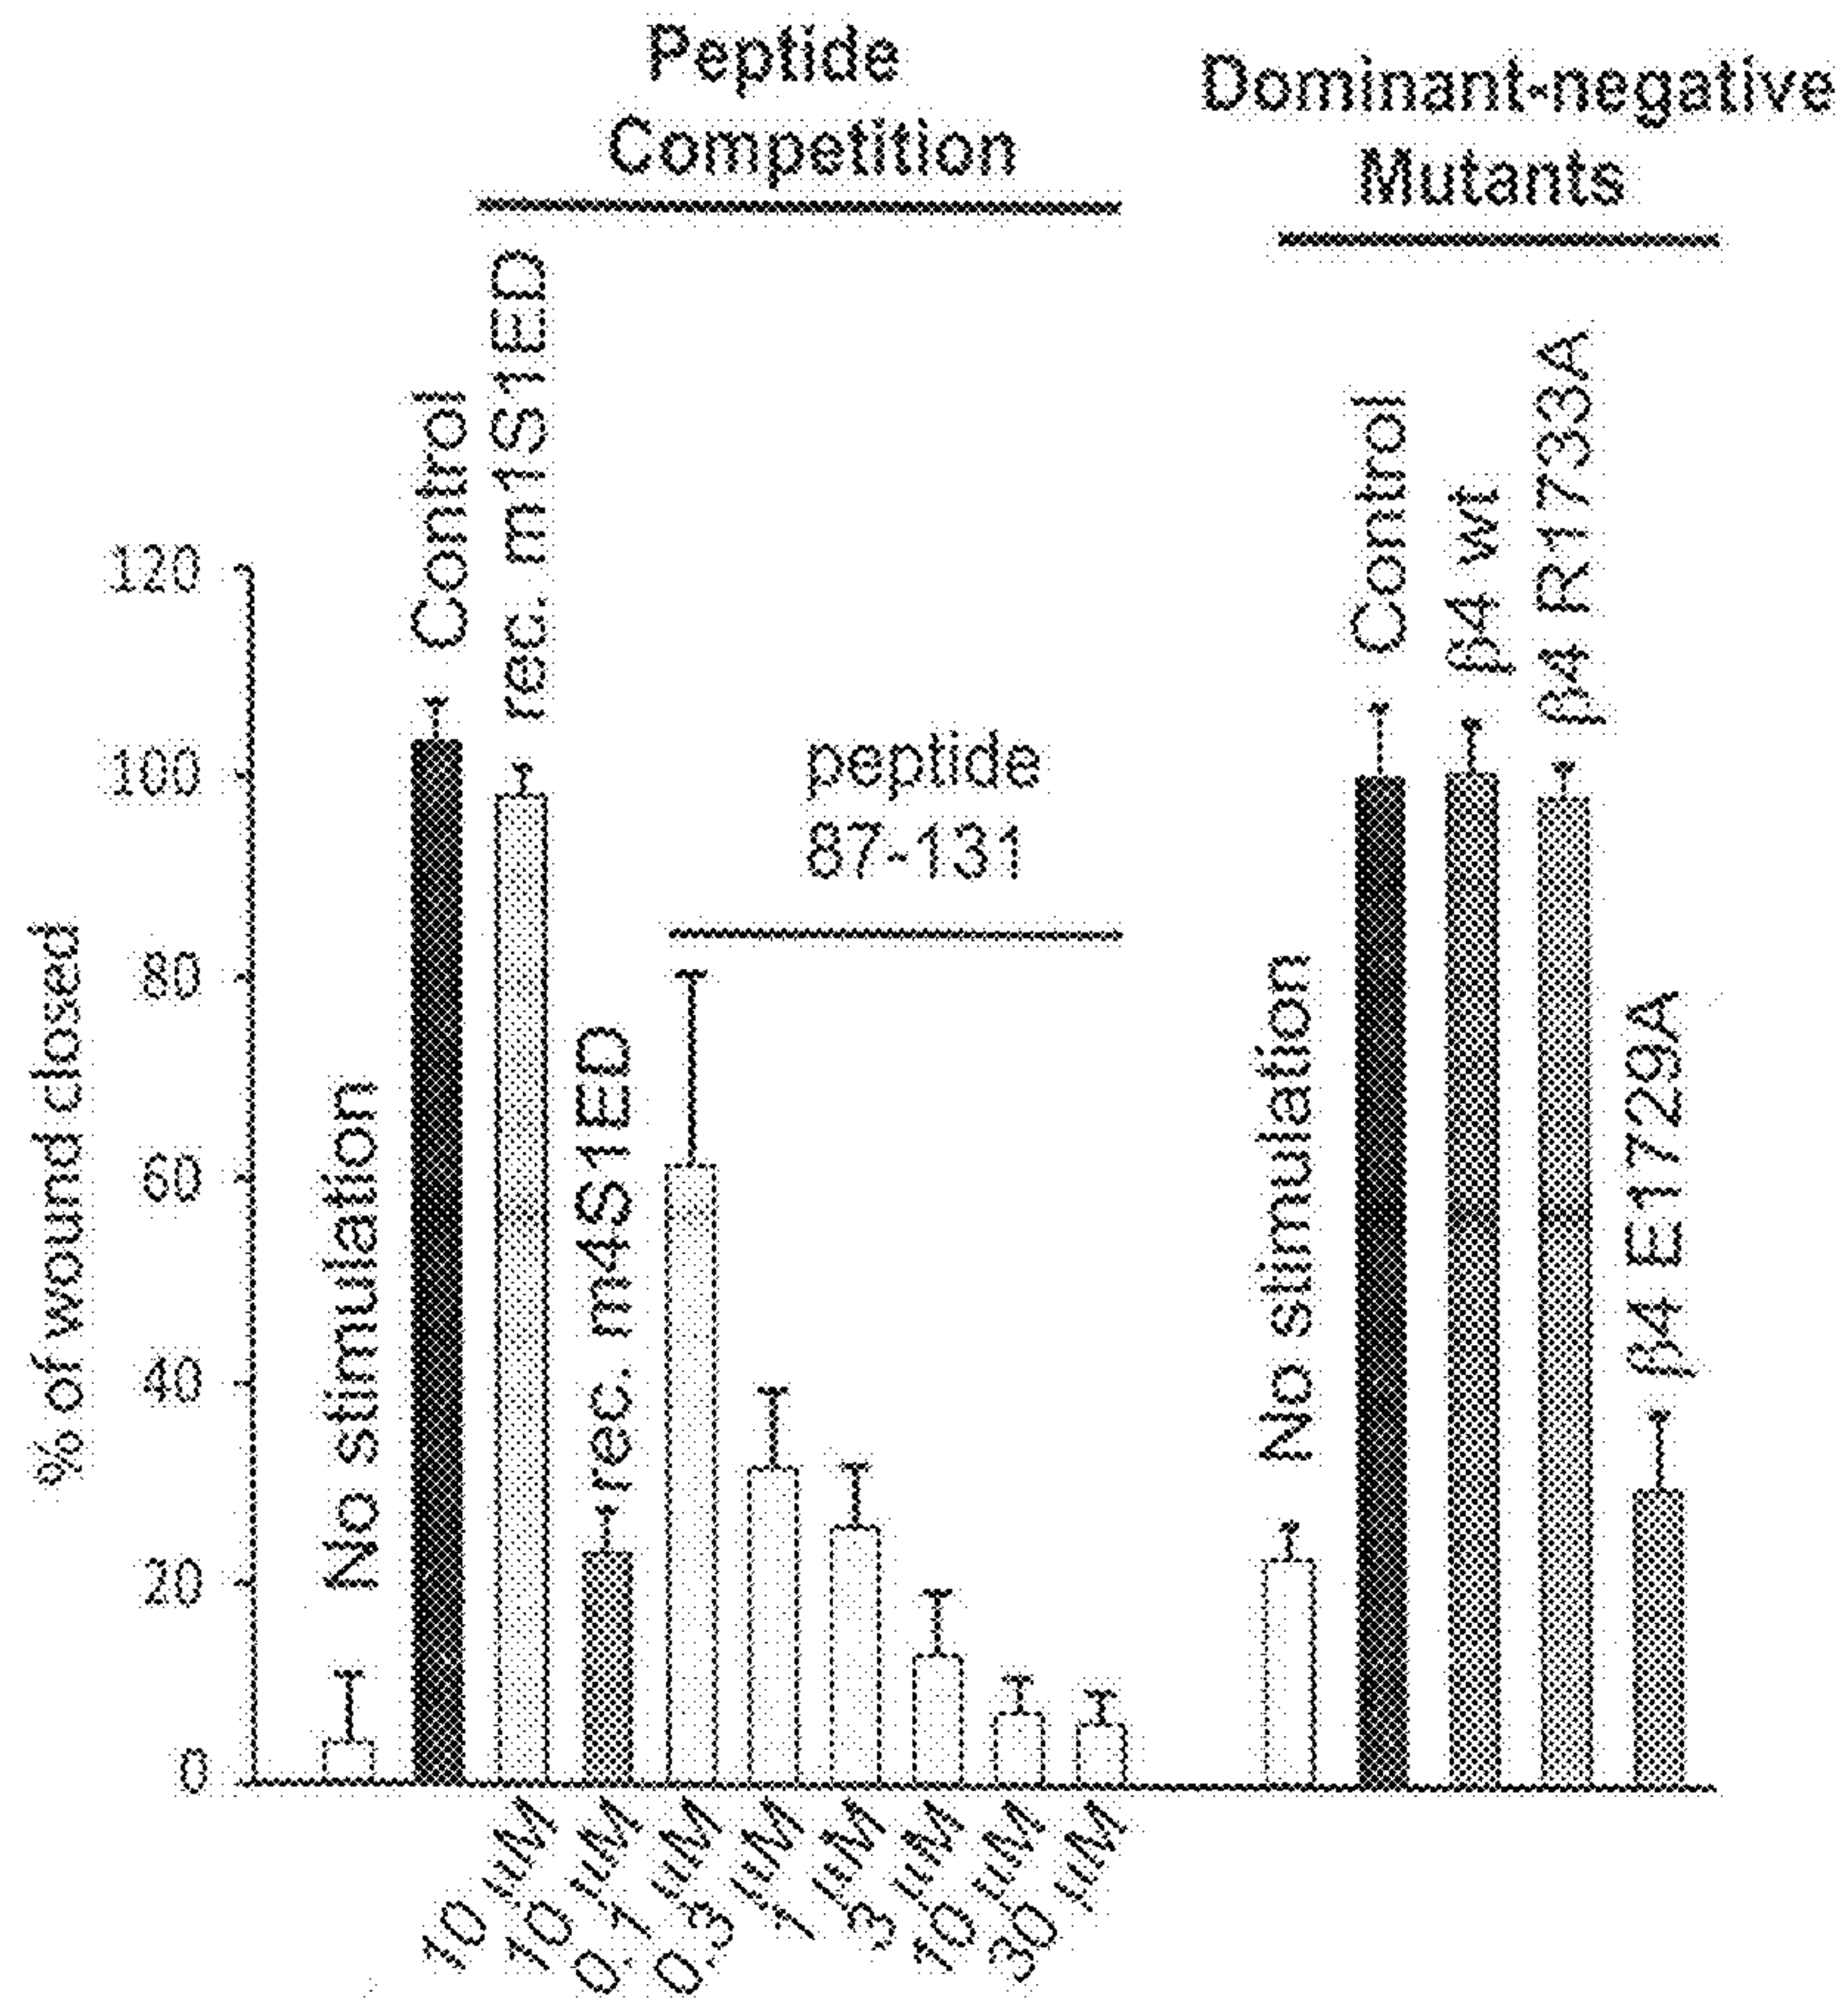 Peptide
Competition
Dominant-negative
Mutants
% of wound closed
120
100
80
60
40
20
0
No stimulation
Control
rec. m1S1ED
rec. m4S1ED
peptide
87-131
No stimulation
Control
β4 wt
β4 R1733A
β4 E1729A
10 µM
10 µM
0.1 µM
0.3 µM
1 µM
3 µM
10 µM
30 µM